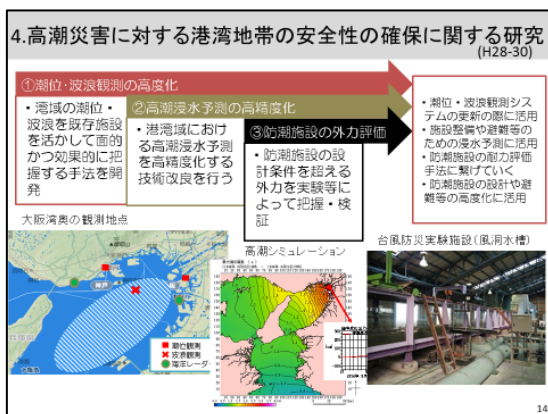 4.高潮災害に対する港湾地帯の安全性の確保に関する研究
(H28-30)
①潮位・波浪観測の高度化
・湾域の潮位・
波浪を既存施設
を活かして面的
かつ効果的に把
握する手法を開
発
②高潮浸水予測の高精度化
・港湾域におけ
る高潮浸水予測
を高精度化する
技術改良を行う
③防潮施設の外力評価
・防潮施設の設
計条件を超える
外力を実験等に
よって把握・検
証
・潮位・波浪観測シス
テムの更新の際に活用
・施設整備や避難等の
ための浸水予測に活用
・防潮施設の耐力評価
手法に繋げていく
・防潮施設の設計や避
難等の高度化に活用
大阪湾奥の観測地点
神戸
潮位観測
波浪観測
海洋レーダ
高潮シミュレーション
台風防災実験施設(風洞水槽)
14